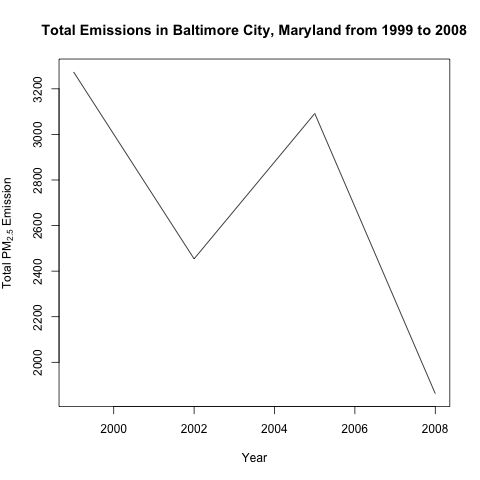 Total Emissions in Baltimore City, Maryland from 1999 to 2008
Total PM2.5 Emission
3200
3000
2800
2600
2400
2200
2000
2000 2002 2004 2006 2008
Year